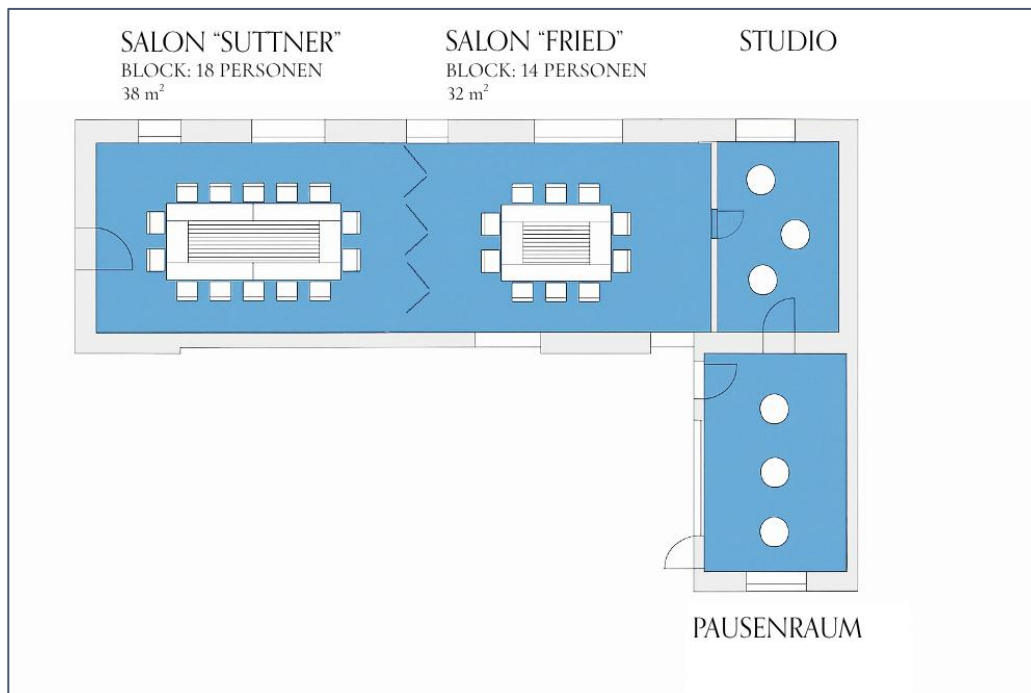 SALON “SUTTNER”
BLOCK: 18 PERSONEN
38 m²
SALON “FRIED”
BLOCK: 14 PERSONEN
32 m²
STUDIO
PAUSENRAUM